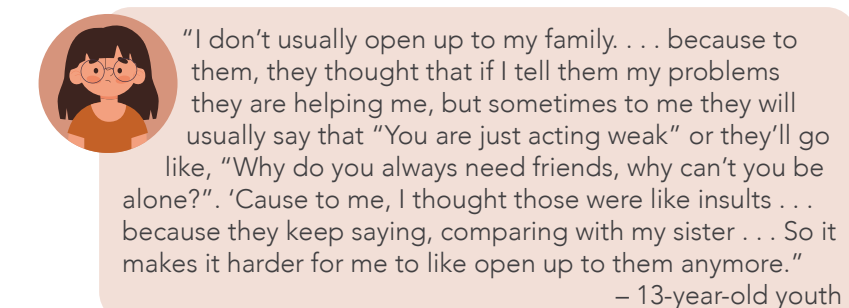 “I don’t usually open up to my family. . . . because to
them, they thought that if I tell them my problems
they are helping me, but sometimes to me they will
usually say that “You are just acting weak” or they’ll go
like, “Why do you always need friends, why can’t you be
alone?”. ‘Cause to me, I thought those were like insults . . .
because they keep saying, comparing with my sister . . . So it
makes it harder for me to like open up to them anymore.”
– 13-year-old youth